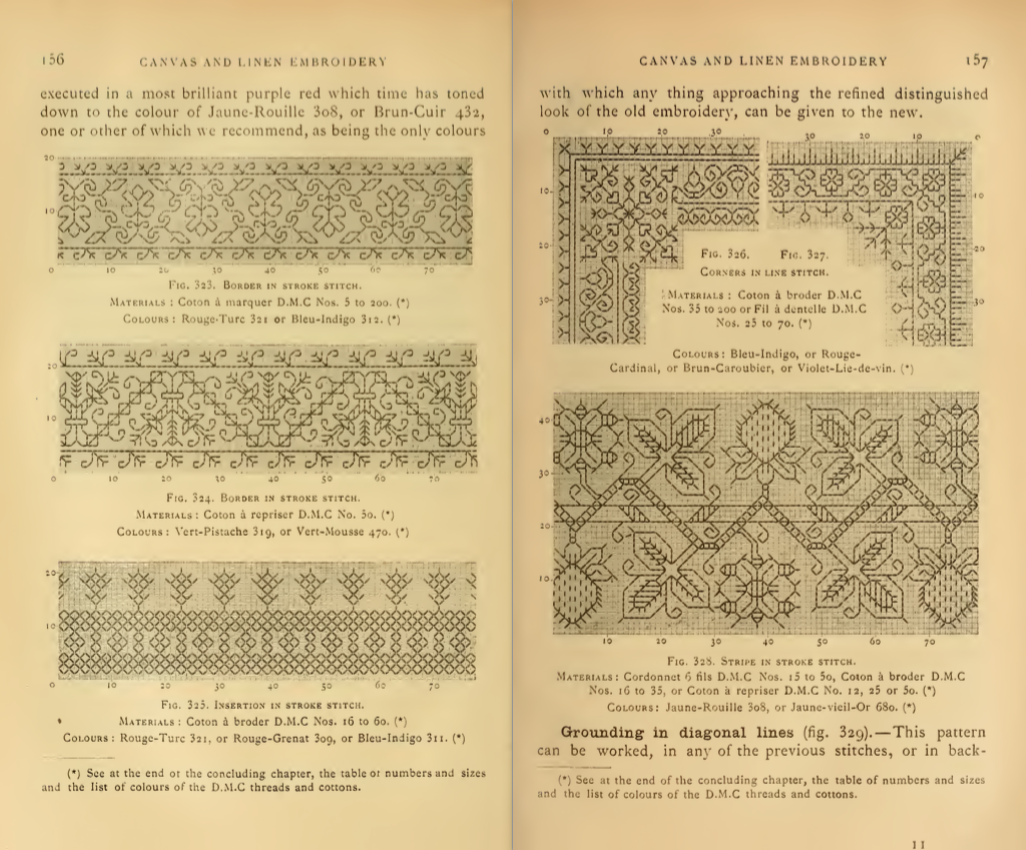 156
CANVAS AND LINEN EMBROIDERY
executed in a most brilliant purple red which time has toned
down to the colour of Jaune-Rouille 308, or Brun-Cuir 432,
one or other of which we recommend, as being the only colours
20
10
0 10 20 30 40 50 60 70
Fig. 323. Border in stroke stitch.
Materials : Coton à marquer D.M.C Nos. 5 to 200. (*)
Colours : Rouge-Turc 321 or Bleu-Indigo 312. (*)
20
10
0 10 20 30 40 50 60 70
Fig. 324. Border in stroke stitch.
Materials : Coton à repriser D.M.C No. 50. (*)
Colours : Vert-Pistache 319, or Vert-Mousse 470. (*)
20
10
0 10 20 30 40 50 60 70
Fig. 325. Insertion in stroke stitch.
Materials : Coton à broder D.M.C Nos. 16 to 60. (*)
Colours : Rouge-Turc 321, or Rouge-Grenat 309, or Bleu-Indigo 311. (*)
(*) See at the end of the concluding chapter, the table of numbers and sizes
and the list of colours of the D.M.C threads and cottons.
CANVAS AND LINEN EMBROIDERY
157
with which any thing approaching the refined distinguished
look of the old embroidery, can be given to the new.
0 10 20 30
30 20 10 0
10
20
30
10
20
30
Fig. 326. Fig. 327.
Corners in line stitch.
Materials : Coton à broder D.M.C
Nos. 35 to 200 or Fil à dentelle D.M.C
Nos. 25 to 70. (*)
Colours : Bleu-Indigo, or Rouge-
Cardinal, or Brun-Caroubier, or Violet-Lie-de-vin. (*)
40
30
20
10
10 20 30 40 50 60 70
Fig. 328. Stripe in stroke stitch.
Materials : Cordonnet 6 fils D.M.C Nos. 15 to 50, Coton à broder D.M.C
Nos. 16 to 35, or Coton à repriser D.M.C No. 12, 25 or 50. (*)
Colours : Jaune-Rouille 308, or Jaune-vieil-Or 680. (*)
Grounding in diagonal lines (fig. 329).—This pattern
can be worked, in any of the previous stitches, or in back-
(*) See at the end of the concluding chapter, the table of numbers and sizes
and the list of colours of the D.M.C threads and cottons.
11